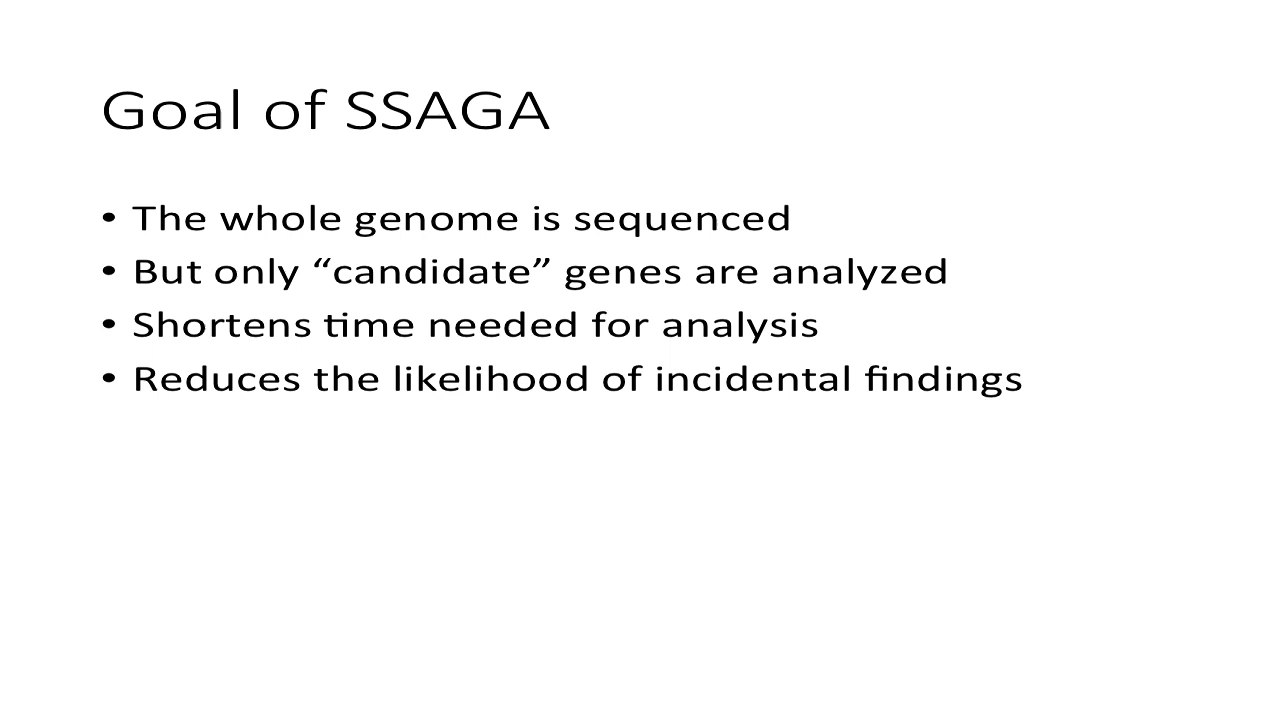 Goal of SSAGA
• The whole genome is sequenced
• But only “candidate” genes are analyzed
• Shortens time needed for analysis
• Reduces the likelihood of incidental findings